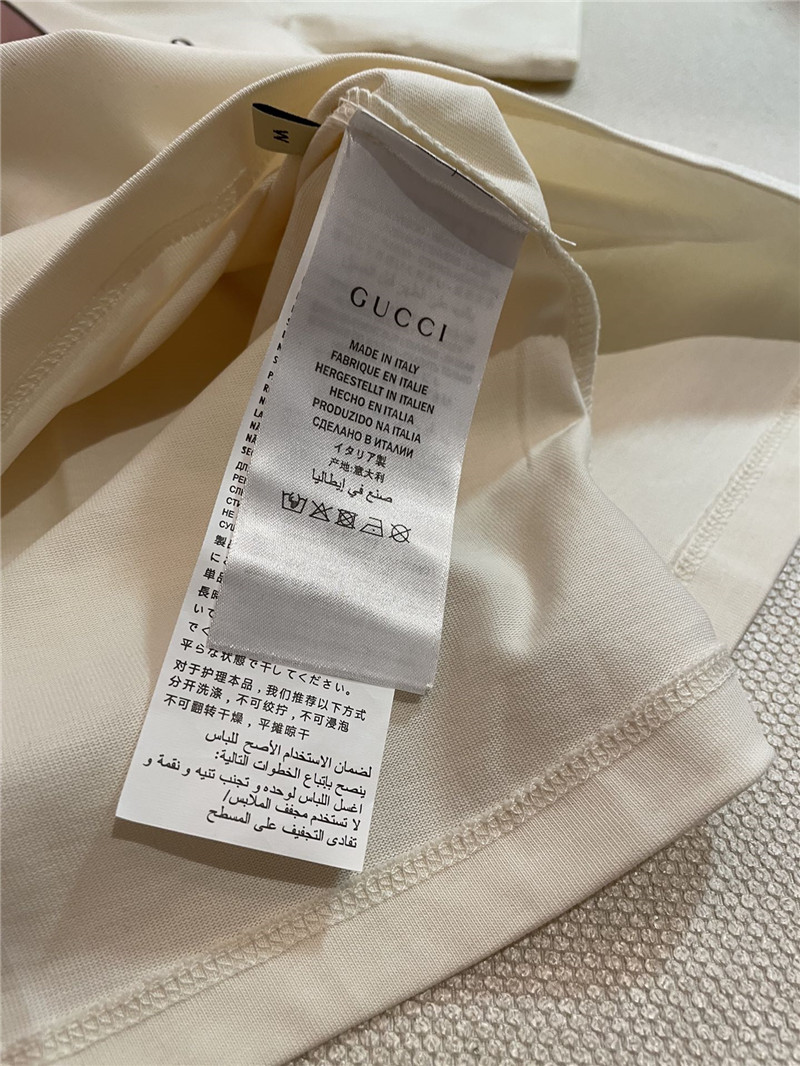 M
GUCCI
MADE IN ITALY
FABRIQUE EN ITALIE
HERGESTELLT IN ITALIEN
HECHO EN ITALIA
PRODUZIDO NA ITALIA
СДЕЛАНО В ИТАЛИИ
イタリア製
产地:意大利
صنع في إيطاليا
平らな状態で干してください。
对于护理本品，我们推荐以下方式
分开洗涤，不可绞拧，不可浸泡
不可翻转干燥，平摊晾干
لضمان الاستخدام الأصح للباس
ينصح بإتباع الخطوات التالية:
اغسل اللباس لوحده و تجنب تنيه و نقعة و
لا تستخدم مجفف الملابس/
تفادى التجفيف على المسطح